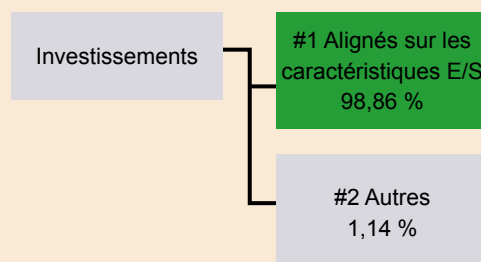 Investissements
#1 Alignés sur les
caractéristiques E/S
98,86 %
#2 Autres
1,14 %